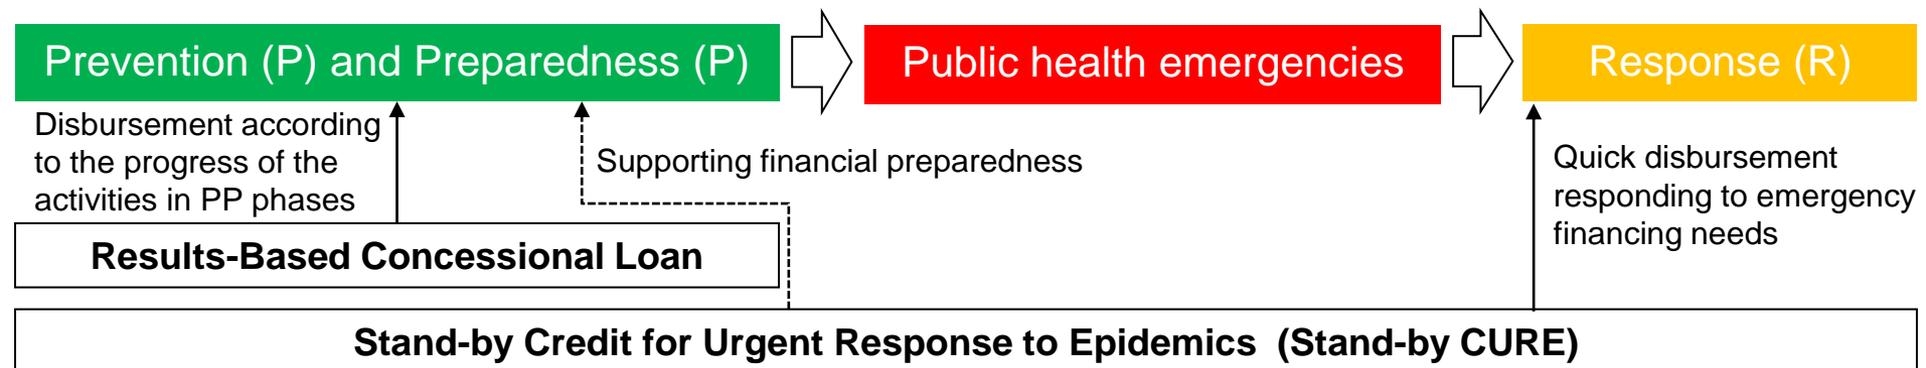 Prevention (P) and Preparedness (P)
Public health emergencies
Response (R)
Disbursement according
to the progress of the
activities in PP phases
Supporting financial preparedness
Quick disbursement
responding to emergency
financing needs
Results-Based Concessional Loan
Stand-by Credit for Urgent Response to Epidemics  (Stand-by CURE)